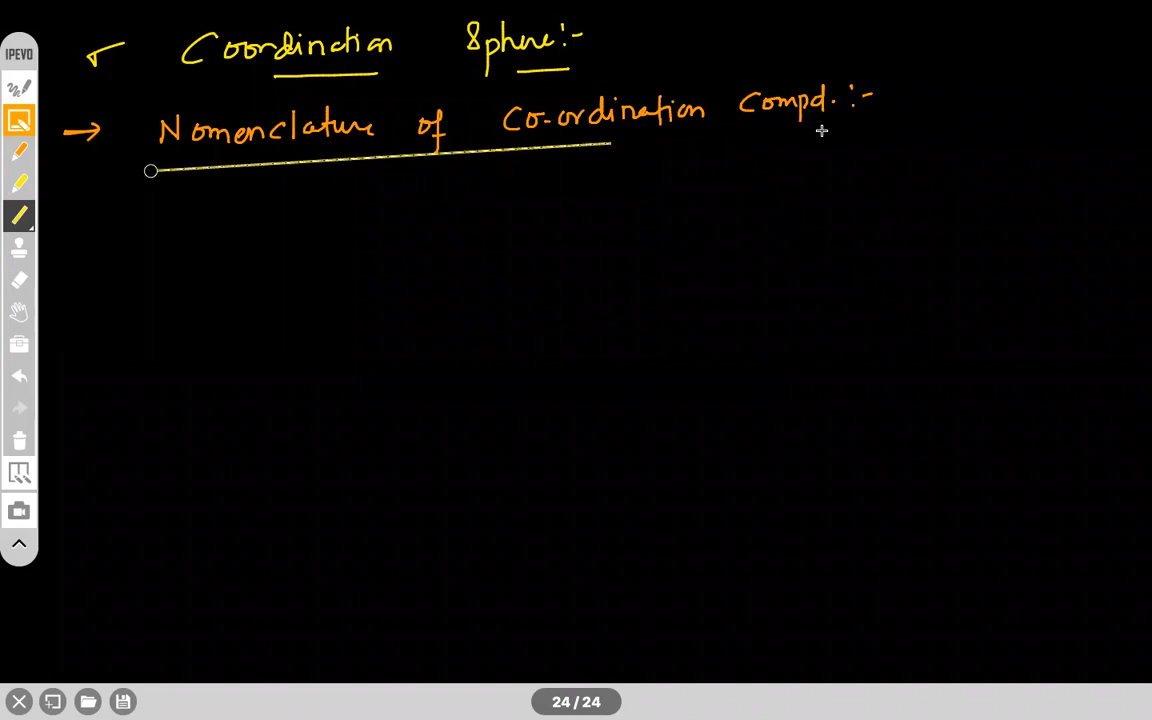 IPEVO
Coordination Sphere:-
→ Nomenclature of Co-ordination Compd.:-
24 / 24